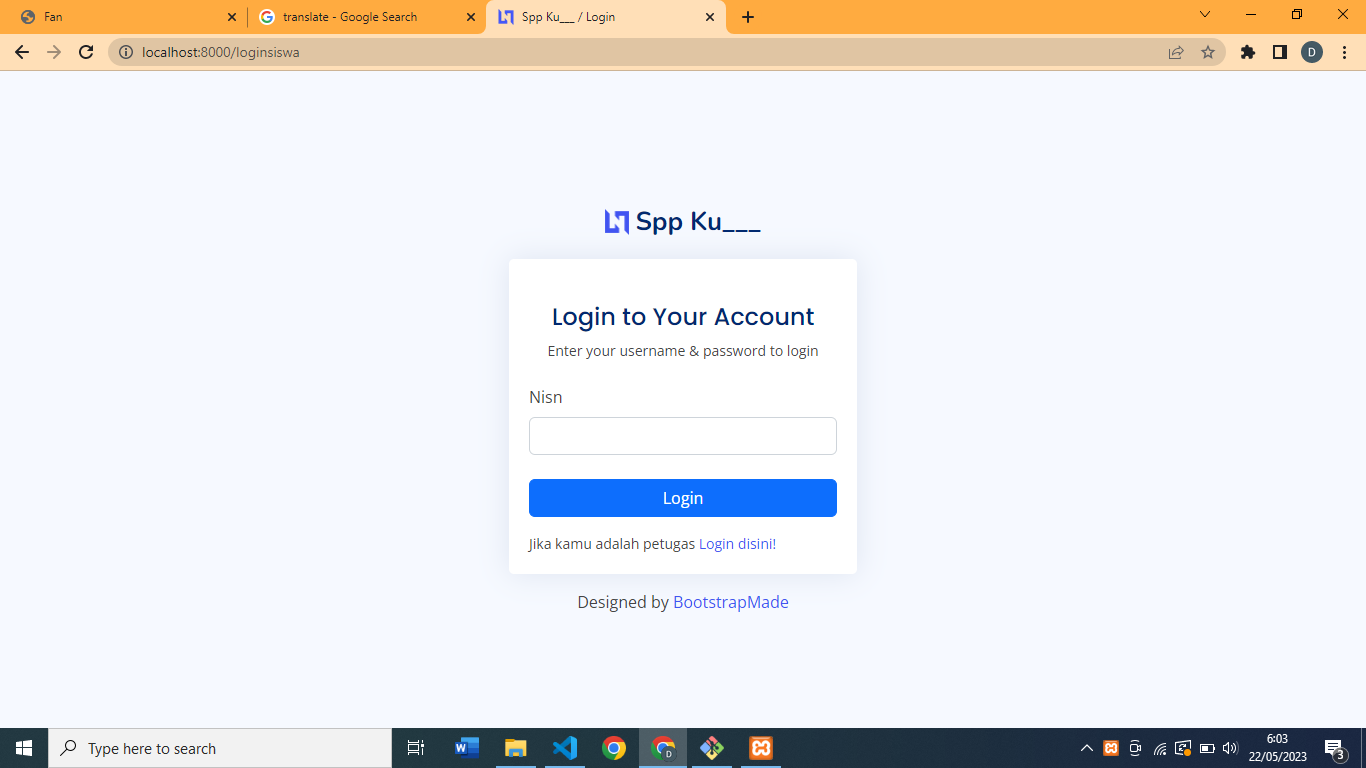 Fan
translate - Google Search
Spp Ku___ / Login
localhost:8000/loginsiswa
D
Spp Ku___
Login to Your Account
Enter your username & password to login
Nisn
Login
Jika kamu adalah petugas Login disini!
Designed by BootstrapMade
Type here to search
W
D
6:03
22/05/2023
3